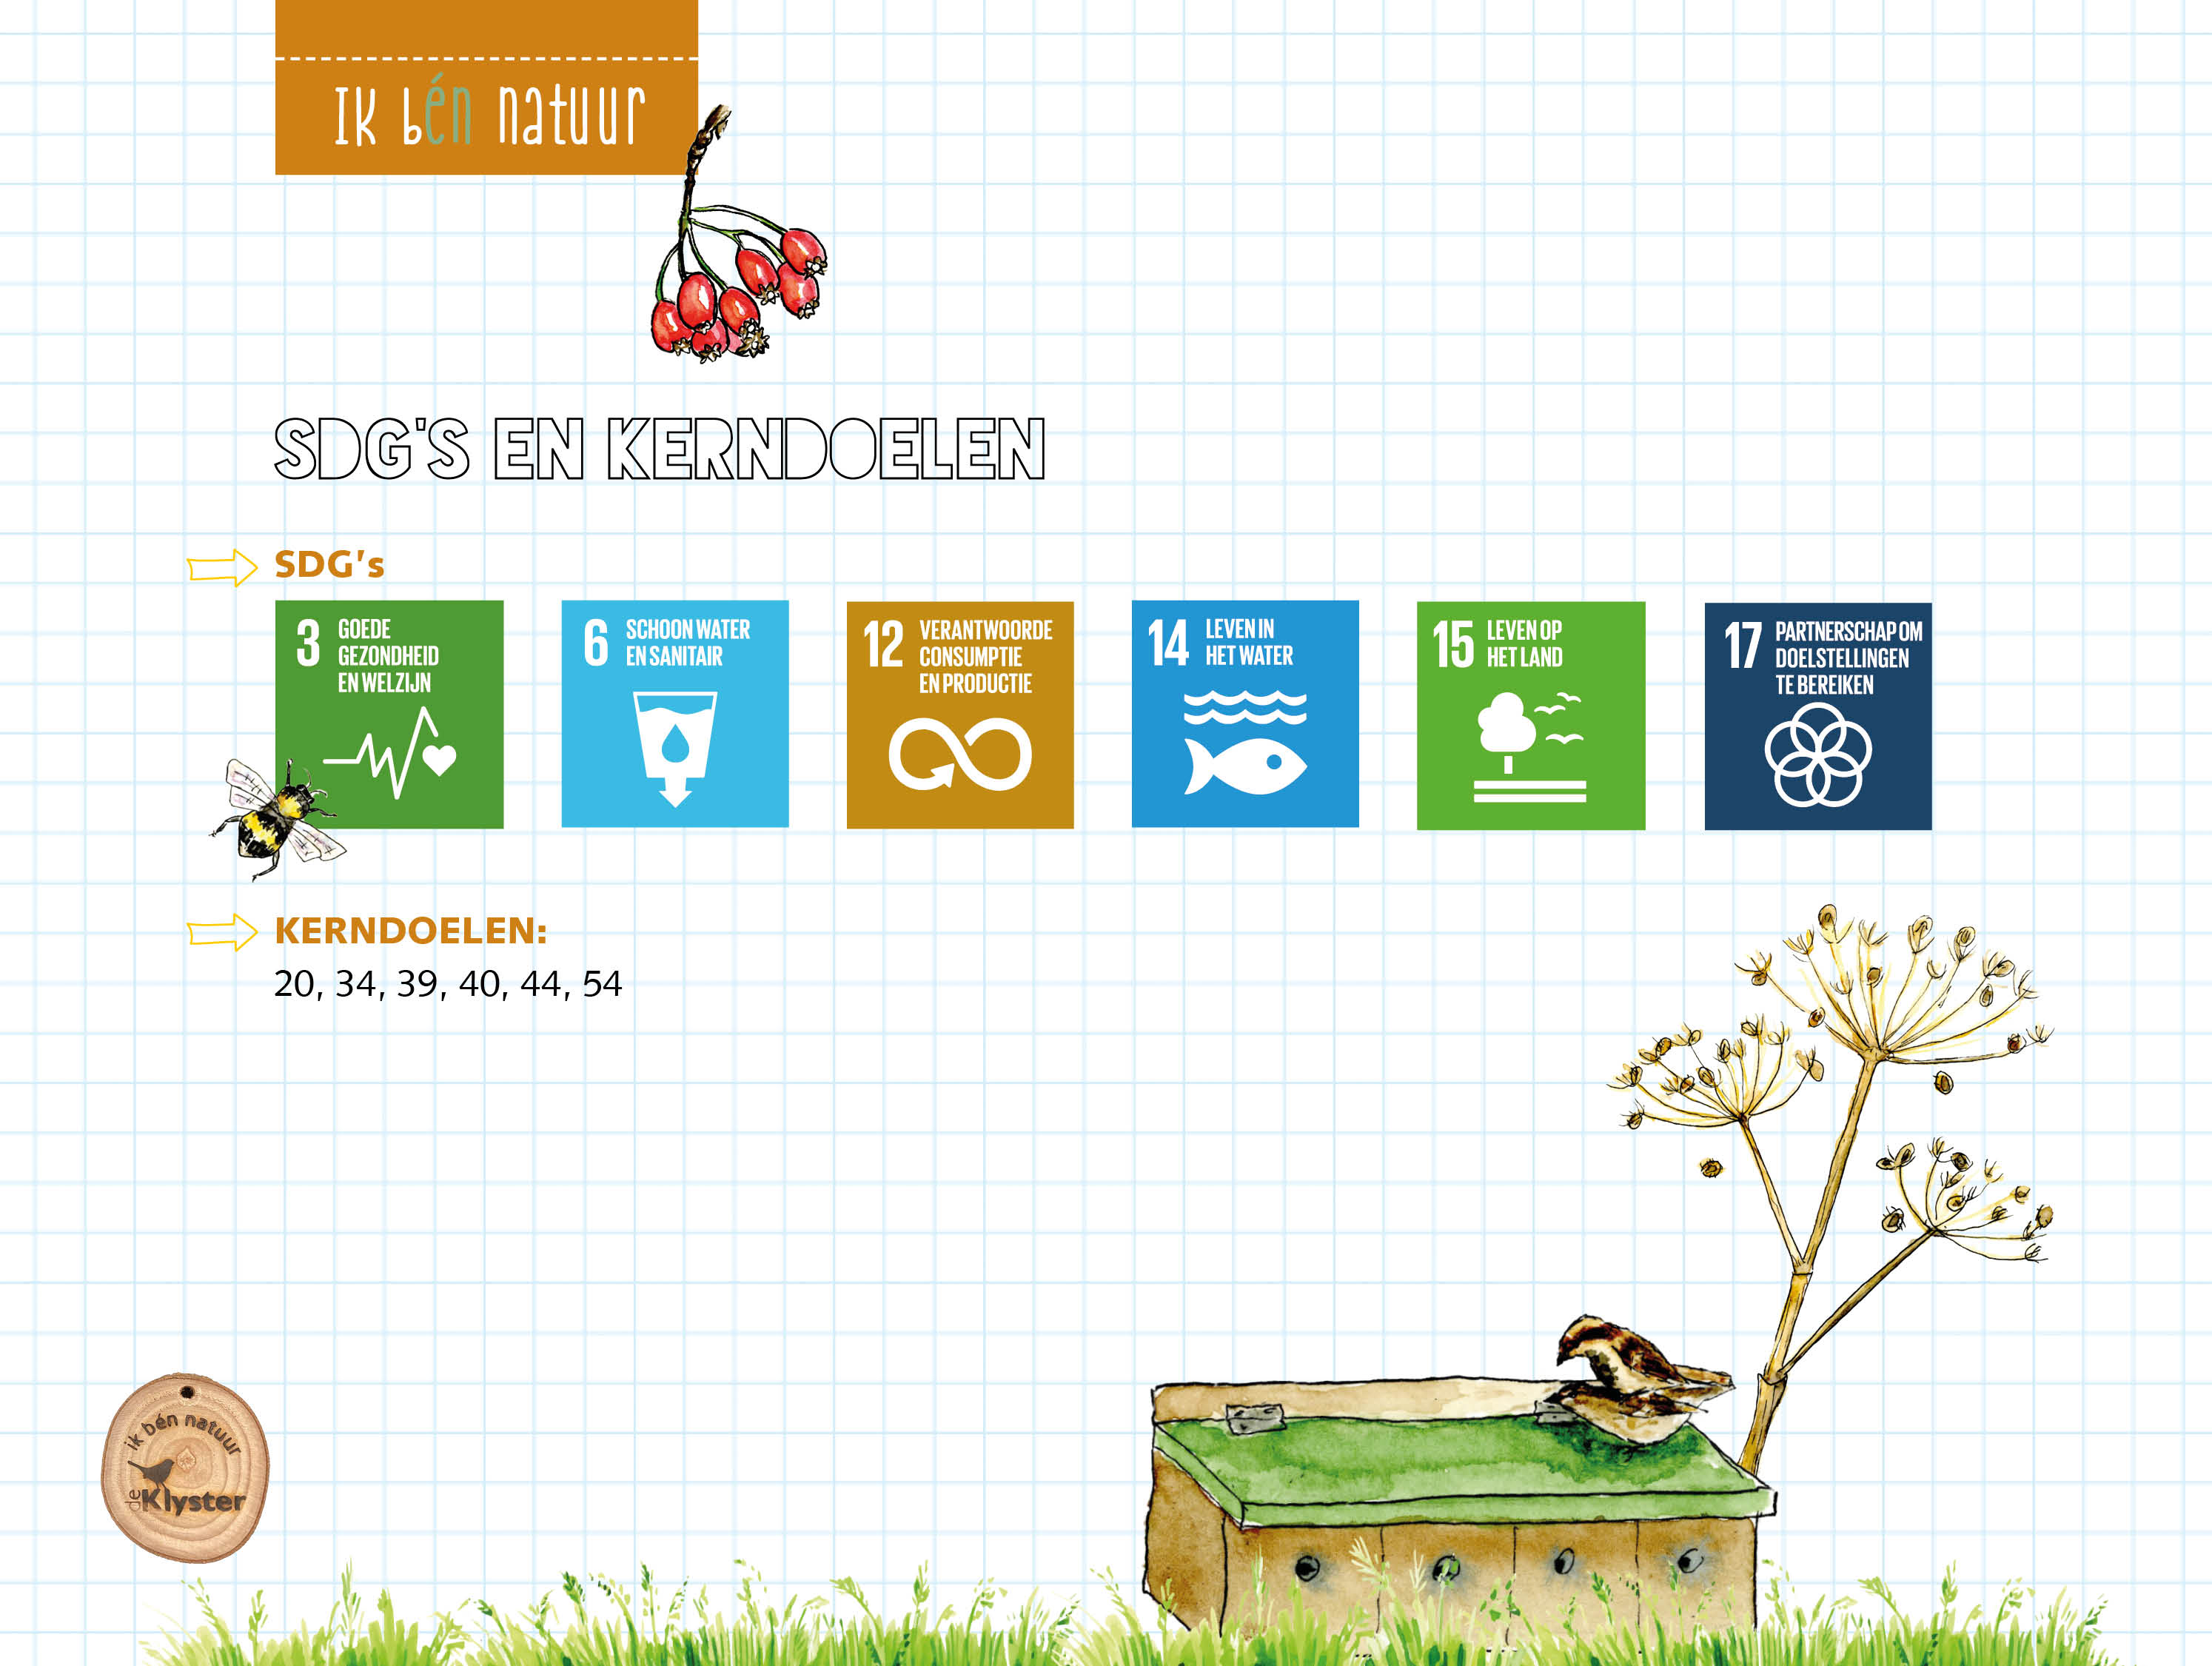 Ik bén natuur
SDG'S EN KERNDOELEN
SDG's
3 GOEDE
GEZONDHEID
EN WELZIJN
6 SCHOON WATER
EN SANITAIR
12 VERANTWOORDE
CONSUMPTIE
EN PRODUCTIE
14 LEVEN IN
HET WATER
15 LEVEN OP
HET LAND
17 PARTNERSCHAP OM
DOELSTELLINGEN
TE BEREIKEN
KERNDOELEN:
20, 34, 39, 40, 44, 54
ik bén natuur
de Klyster